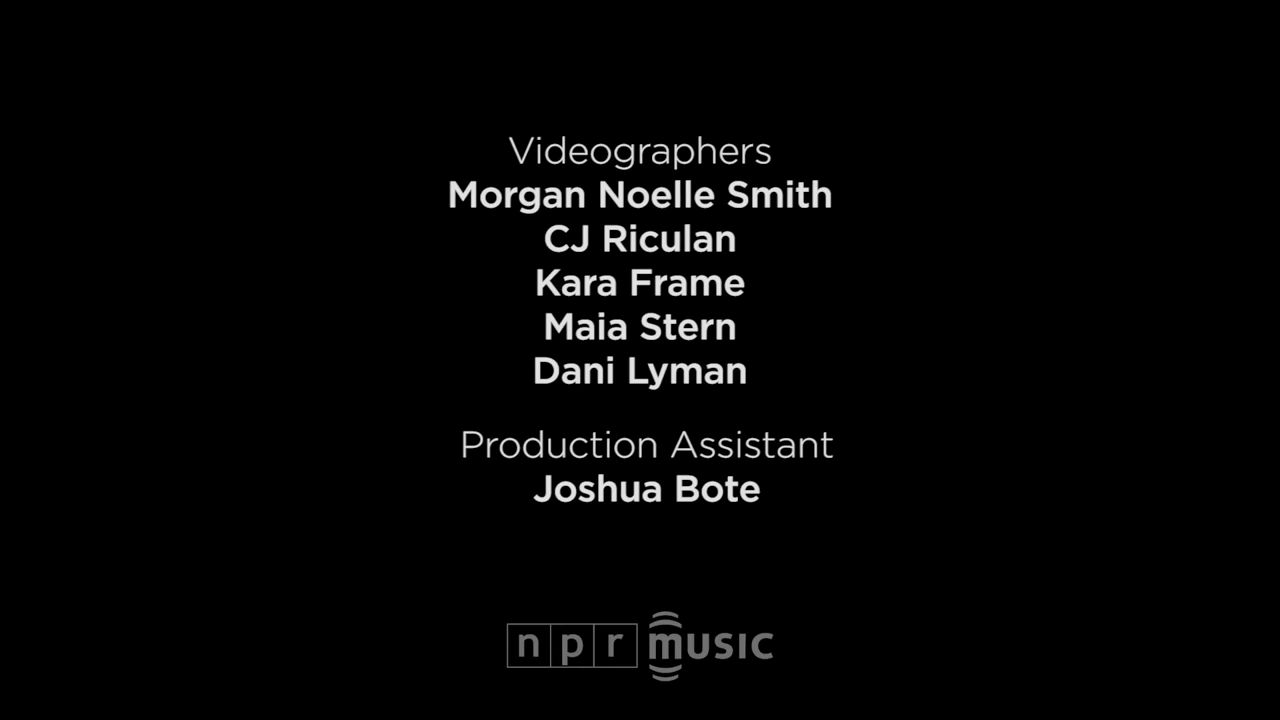 Videographers
Morgan Noelle Smith
CJ Riculan
Kara Frame
Maia Stern
Dani Lyman
Production Assistant
Joshua Bote
npr music